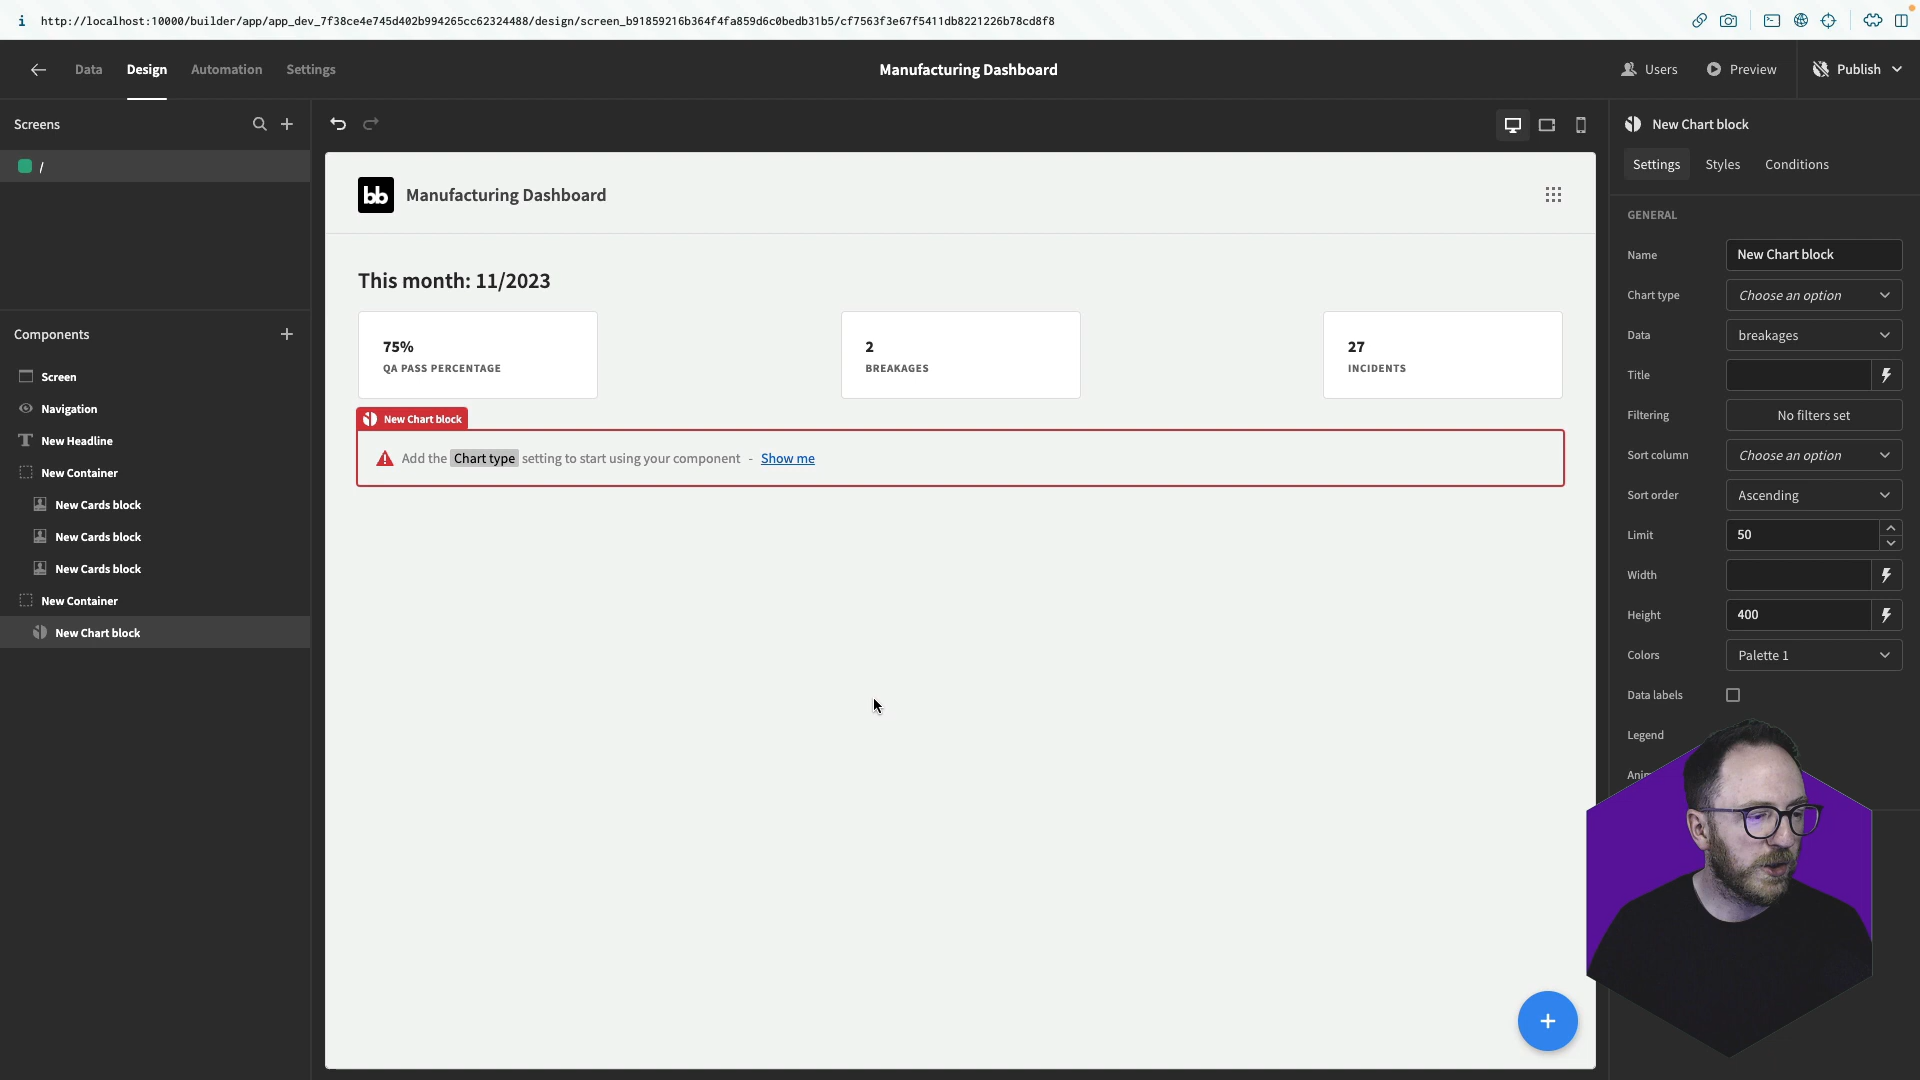 http://localhost:10000/builder/app/app_dev_7f38ce4e745d402b994265cc62324488/design/screen_b91859216b364f4fa859d6c0bedb31b5/cf7563f3e67f5411db8221226b78cd8f8
Data Design Automation Settings
Manufacturing Dashboard
Users Preview Publish
Screens
/
Components
Screen
Navigation
New Headline
New Container
New Cards block
New Cards block
New Cards block
New Container
New Chart block
bb Manufacturing Dashboard
This month: 11/2023
75%
QA PASS PERCENTAGE
2
BREAKAGES
27
INCIDENTS
New Chart block
Add the Chart type setting to start using your component - Show me
New Chart block
Settings Styles Conditions
GENERAL
Name New Chart block
Chart type Choose an option
Data breakages
Title
Filtering No filters set
Sort column Choose an option
Sort order Ascending
Limit 50
Width
Height 400
Colors Palette 1
Data labels
Legend